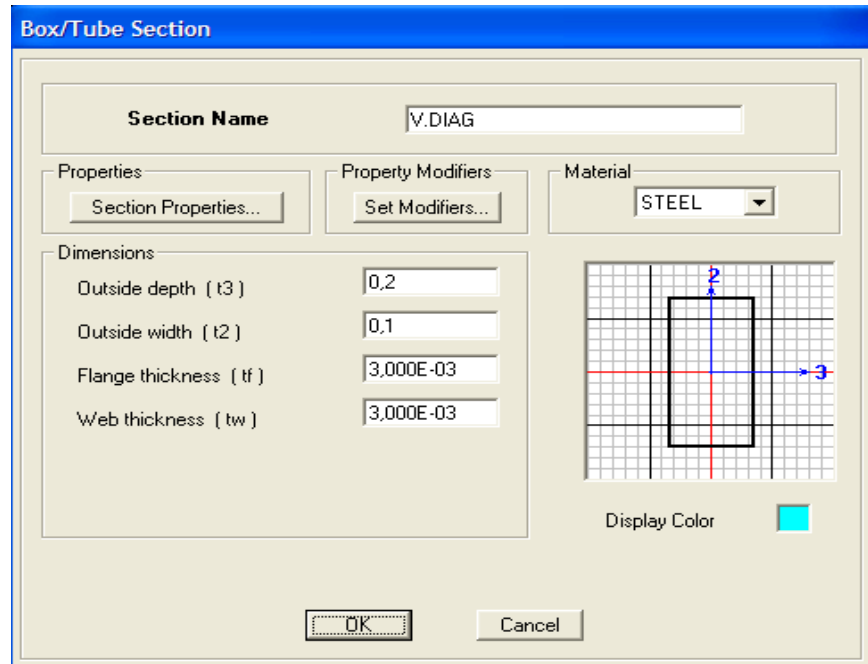 Box/Tube Section
Section Name V.DIAG
Properties Property Modifiers Material
Section Properties... Set Modifiers... STEEL
Dimensions
Outside depth ( t3 ) 0,2
Outside width ( t2 ) 0,1
Flange thickness ( tf ) 3,000E-03
Web thickness ( tw ) 3,000E-03
2
3
Display Color
OK Cancel